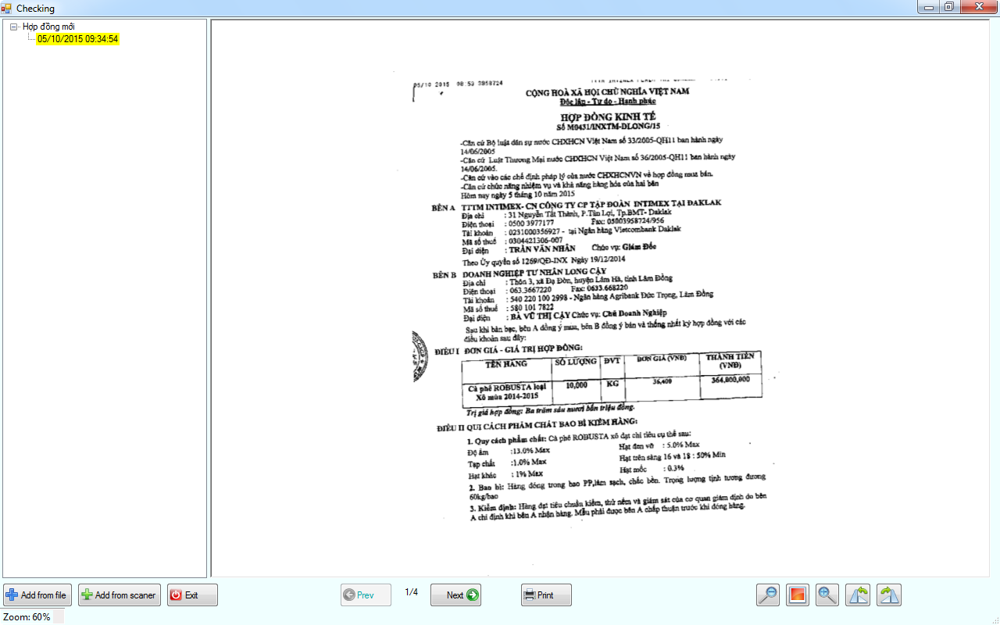 Checking
Hợp đồng mới
05/10/2015 09:34:54
05/10 2015 08:53 3958724
CỘNG HOÀ XÃ HỘI CHỦ NGHĨA VIỆT NAM
Độc lập - Tự do - Hạnh phúc
HỢP ĐỒNG KINH TẾ
Số M0431/INXTM-DLONG/15
-Căn cứ Bộ luật dân sự nước CHXHCN Việt Nam số 33/2005-QH11 ban hành ngày
14/06/2005
-Căn cứ Luật Thương Mại nước CHXHCN Việt Nam số 36/2005-QH11 ban hành ngày
14/06/2005.
-Căn cứ vào các chế định pháp lý của nước CHXHCNVN về hợp đồng mua bán.
-Căn cứ chức năng nhiệm vụ và khả năng hàng hóa của hai bên
Hôm nay ngày 5 tháng 10 năm 2015
BÊN A TTTM INTIMEX- CN CÔNG TY CP TẬP ĐOÀN INTIMEX TẠI ĐAKLAK
Địa chỉ : 31 Nguyễn Tất Thành, P.Tân Lợi, Tp.BMT- Daklak
Điện thoại : 0500 3977177 Fax: 05003958724/956
Tài khoản : 0231000356927 - tại Ngân hàng Vietcombank Daklak
Mã số thuế : 0304421306-007
Đại diện : TRẦN VĂN NHÂN Chức vụ: Giám Đốc
Theo Ủy quyền số 1269/QĐ-INX Ngày 19/12/2014
BÊN B DOANH NGHIỆP TƯ NHÂN LONG CẬY
Địa chỉ : Thôn 3, xã Đạ Đờn, huyện Lâm Hà, tỉnh Lâm Đồng
Điện thoại : 063.3667220 Fax: 0633.668220
Tài khoản : 540 220 100 2998 - Ngân hàng Agribank Đức Trọng, Lâm Đồng
Mã số thuế : 580 101 7822
Đại diện : BÀ VŨ THỊ CẬY Chức vụ: Chủ Doanh Nghiệp
Sau khi bàn bạc, bên A đồng ý mua, bên B đồng ý bán và thống nhất ký hợp đồng với các
điều khoản sau đây:
ĐIỀU I ĐƠN GIÁ - GIÁ TRỊ HỢP ĐỒNG:
TÊN HÀNG SỐ LƯỢNG ĐVT ĐƠN GIÁ (VNĐ) THÀNH TIỀN
(VNĐ)
Cà phê ROBUSTA loại 10,000 KG 36,400 364,000,000
Xô mùa 2014-2015
Trị giá hợp đồng: Ba trăm sáu mươi bốn triệu đồng.
ĐIỀU II QUI CÁCH PHẨM CHẤT BAO BÌ KIỂM HÀNG:
1. Quy cách phẩm chất: Cà phê ROBUSTA xô đạt chỉ tiêu cụ thể sau:
Độ ẩm :13.0% Max Hạt đen vỡ : 5.0% Max
Tạp chất :1.0% Max Hạt trên sàng 16 và 18 : 50% Min
Hạt khác : 1% Max Hạt mốc : 0.3%
2. Bao bì: Hàng đóng trong bao PP,lành sạch, chắc bền. Trọng lượng tịnh tương đương
60kg/bao
3. Kiểm định: Hàng đạt tiêu chuẩn kiểm, thử nếm và giám sát của cơ quan giám định do bên
A chỉ định khi bên A nhận hàng. Mẫu phải được bên A chấp thuận trước khi đóng hàng.
Add from file
Add from scaner
Exit
Prev
1/4
Next
Print
Zoom: 60%